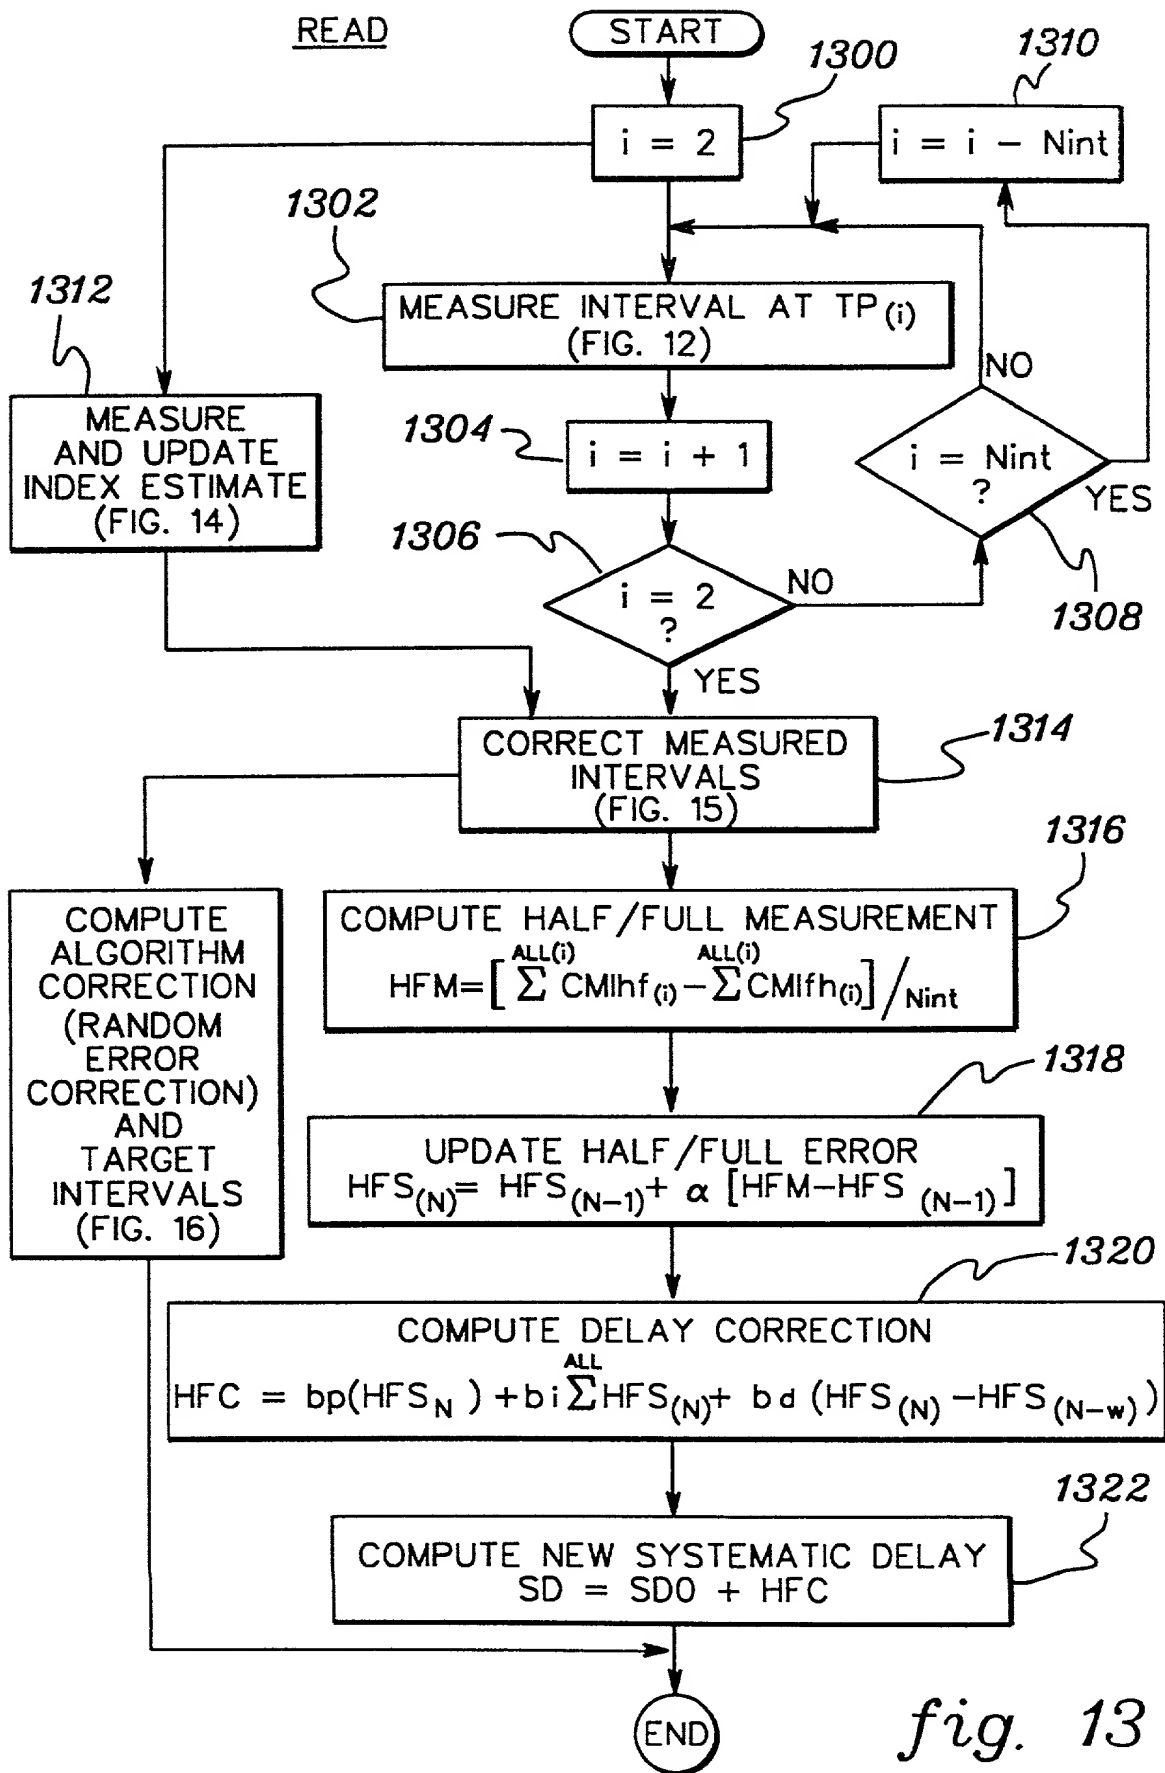 READ
START
1300
i = 2
1310
i = i - Nint
1302
MEASURE INTERVAL AT TP(i)
(FIG. 12)
1312
MEASURE
AND UPDATE
INDEX ESTIMATE
(FIG. 14)
1304
i = i + 1
NO
i = Nint
?
YES
1308
1306
i = 2
?
NO
YES
CORRECT MEASURED
INTERVALS
(FIG. 15)
1314
1316
COMPUTE HALF/FULL MEASUREMENT
ALL(i) ALL(i)
HFM=[ Σ CMIhf(i)-Σ CMIfh(i)]/Nint
COMPUTE
ALGORITHM
CORRECTION
(RANDOM
ERROR
CORRECTION)
AND
TARGET
INTERVALS
(FIG. 16)
1318
UPDATE HALF/FULL ERROR
HFS(N)= HFS(N-1)+ α [HFM-HFS (N-1)]
1320
COMPUTE DELAY CORRECTION
ALL
HFC = bp(HFSN ) +bi Σ HFS(N)+ bd (HFS(N) -HFS(N-w))
1322
COMPUTE NEW SYSTEMATIC DELAY
SD = SD0 + HFC
END
fig. 13